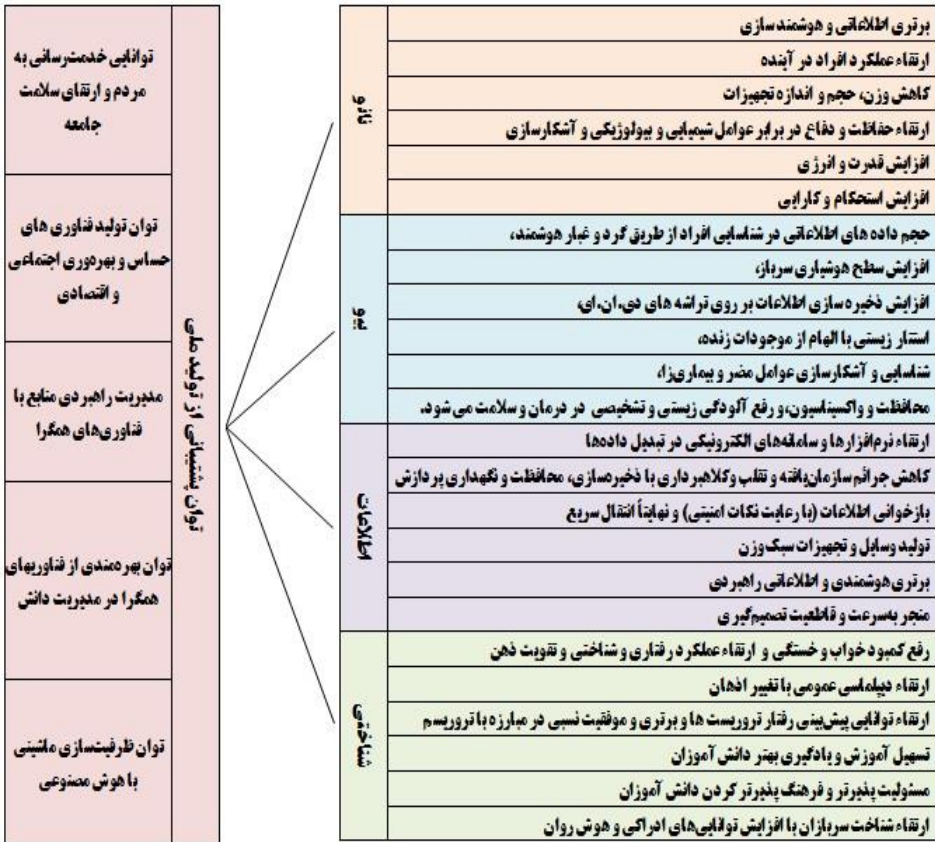 برتری اطلاعاتی و هوشمند سازی
ارتقاء عملکرد افراد در آینده
کاهش وزن، حجم و اندازه تجهیزات
ارتقاء حفاظت و دفاع در برابر عوامل شیمیایی و بیولوژیکی و آشکارسازی
افزایش قدرت و انرژی
افزایش استحکام و کارایی
نانو
حجم داده های اطلاعاتی در شناسایی افراد از طریق گرد و غبار هوشمند،
افزایش سطح هوشیاری سرباز،
افزایش ذخیره سازی اطلاعات بر روی تراشه های دی.ان.ای،
استتار زیستی با الهام از موجودات زنده،
شناسایی و آشکارسازی عوامل مضر و بیماری‌زا،
محافظت و واکسیناسیون،و رفع آلودگی زیستی و تشخیصی در درمان و سلامت می شود.
بیو
ارتقاء نرم‌افزارها و سامانه‌های الکترونیکی در تبدیل داده‌ها
کاهش جرائم سازمان‌یافته و تقلب وکلاهبرداری با ذخیره‌سازی، محافظت و نگهداری پردازش
بازخوانی اطلاعات (با رعایت نکات امنیتی) و نهایتاً انتقال سریع
تولید وسایل و تجهیزات سبک‌وزن
برتری‌هوشمندی و اطلاعاتی راهبردی
منجر به‌سرعت و قاطعیت تصمیم‌گیری
اطلاعات
رفع کمبود خواب و خستگی و ارتقاء عملکرد رفتاری و شناختی و تقویت ذهن
ارتقاء دیپلماسی عمومی با تغییر اذهان
ارتقاء توانایی پیش‌بینی رفتار تروریست ها و برتری و موفقیت نسبی در مبارزه با تروریسم
تسهیل آموزش و یادگیری بهتر دانش آموزان
مسئولیت پذیرتر و فرهنگ پذیرتر کردن دانش آموزان
ارتقاء شناخت سربازان با افزایش توانایی‌های ادراکی و هوش روان
شناختی
توان پشتیبانی از تولید ملی
توانایی خدمت‌رسانی به
مردم و ارتقای سلامت
جامعه
توان تولید فناوری های
حساس و بهره‌وری اجتماعی
و اقتصادی
مدیریت راهبردی منابع با
فناوری‌های همگرا
توان بهره‌مندی از فناوریهای
همگرا در مدیریت دانش
توان ظرفیت‌سازی ماشینی
با هوش مصنوعی